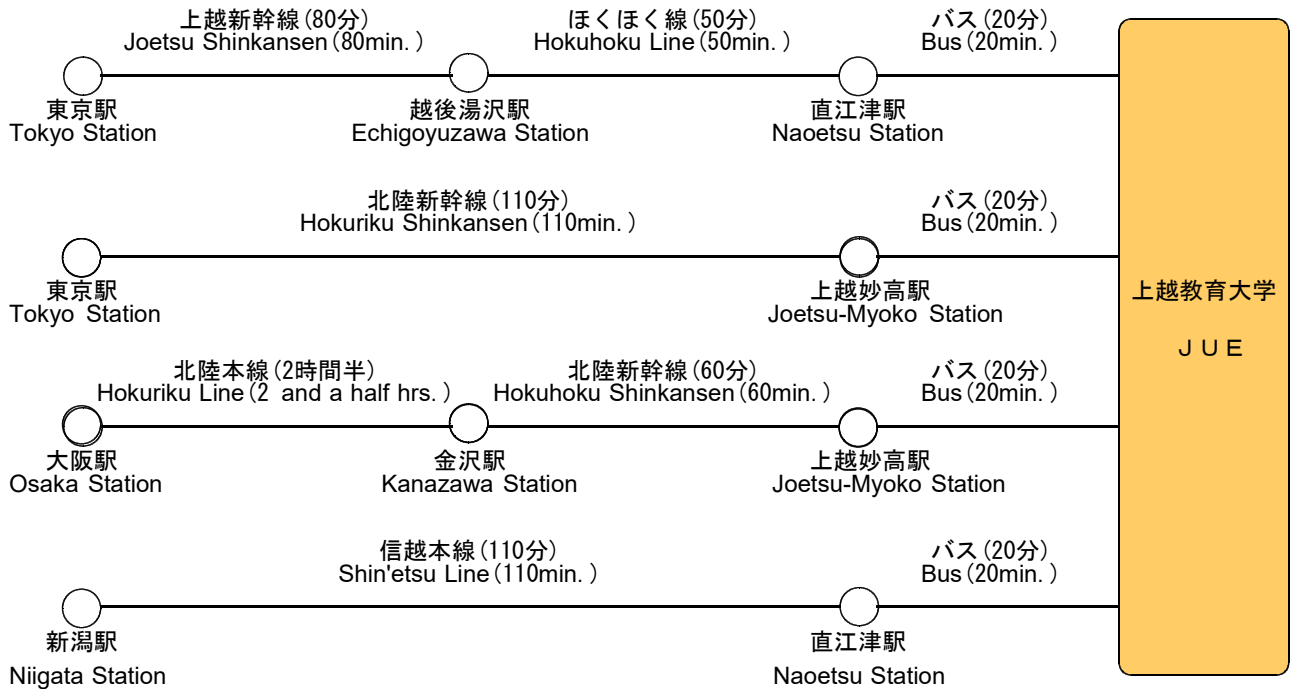 上越新幹線(80分)
Joetsu Shinkansen(80min. )
ほくほく線(50分)
Hokuhoku Line(50min. )
バス(20分)
Bus(20min. )
東京駅
Tokyo Station
越後湯沢駅
Echigoyuzawa Station
直江津駅
Naoetsu Station
北陸新幹線(110分)
Hokuriku Shinkansen(110min. )
バス(20分)
Bus(20min. )
東京駅
Tokyo Station
上越妙高駅
Joetsu-Myoko Station
上越教育大学
ＪＵＥ
北陸本線(2時間半)
Hokuriku Line(2 and a half hrs. )
北陸新幹線(60分)
Hokuhoku Shinkansen(60min. )
バス(20分)
Bus(20min. )
大阪駅
Osaka Station
金沢駅
Kanazawa Station
上越妙高駅
Joetsu-Myoko Station
信越本線(110分)
Shin'etsu Line(110min. )
バス(20分)
Bus(20min. )
新潟駅
Niigata Station
直江津駅
Naoetsu Station